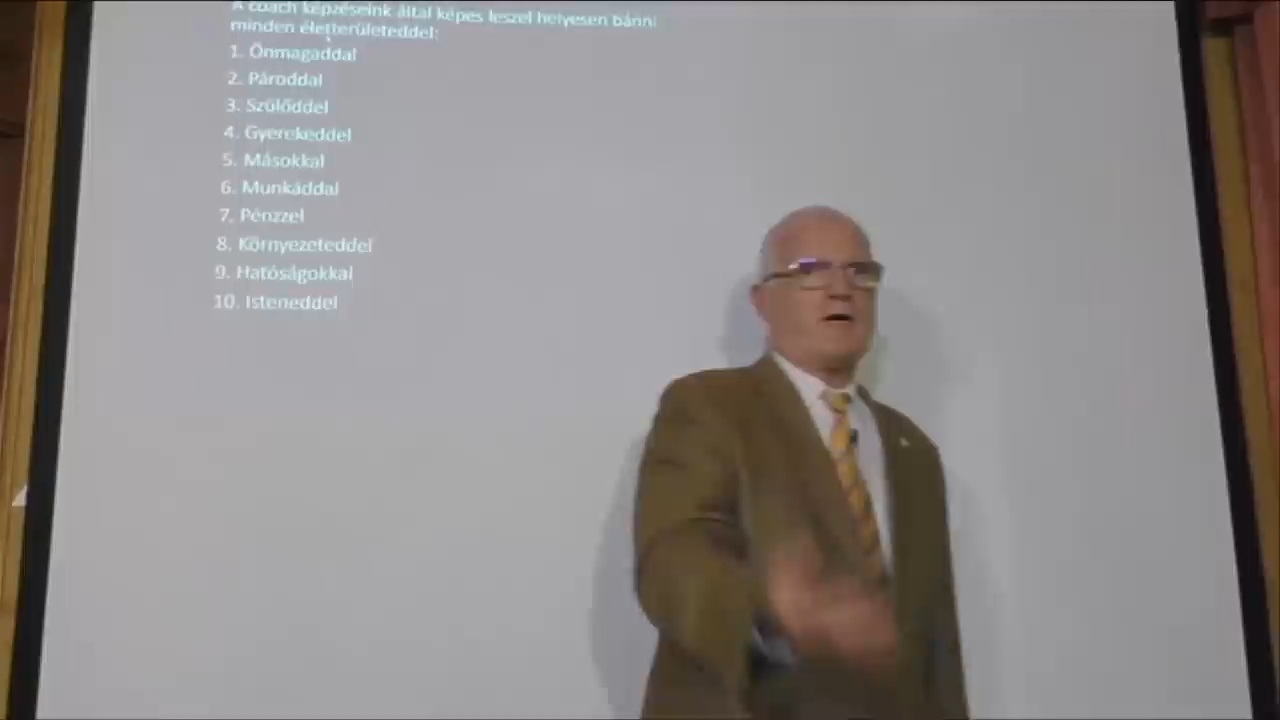 A coach képzéseink által képes leszel helyesen bánni
minden életterületeddel:
1. Önmagaddal
2. Pároddal
3. Szülőddel
4. Gyerekeddel
5. Másokkal
6. Munkáddal
7. Pénzzel
8. Környezeteddel
9. Hatóságokkal
10. Isteneddel